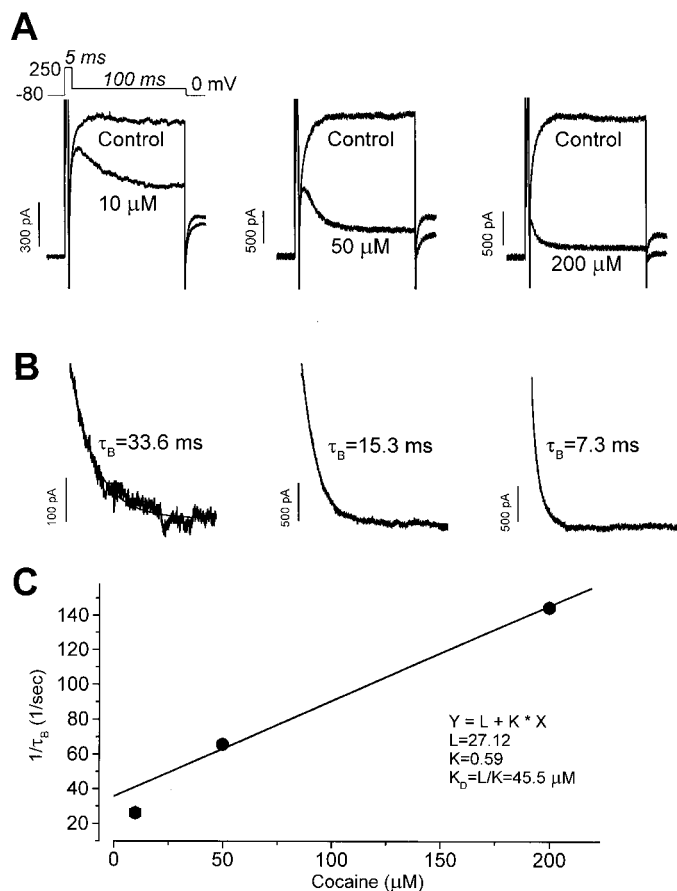 A
5 ms
250
100 ms
0 mV
-80
Control
10 μM
300 pA
Control
50 μM
500 pA
Control
200 μM
500 pA
B
τB=33.6 ms
100 pA
τB=15.3 ms
500 pA
τB=7.3 ms
500 pA
C
140
120
100
80
60
40
20
1/τB (1/sec)
Y = L + K * X
L=27.12
K=0.59
KD=L/K=45.5 μM
0 50 100 150 200
Cocaine (μM)